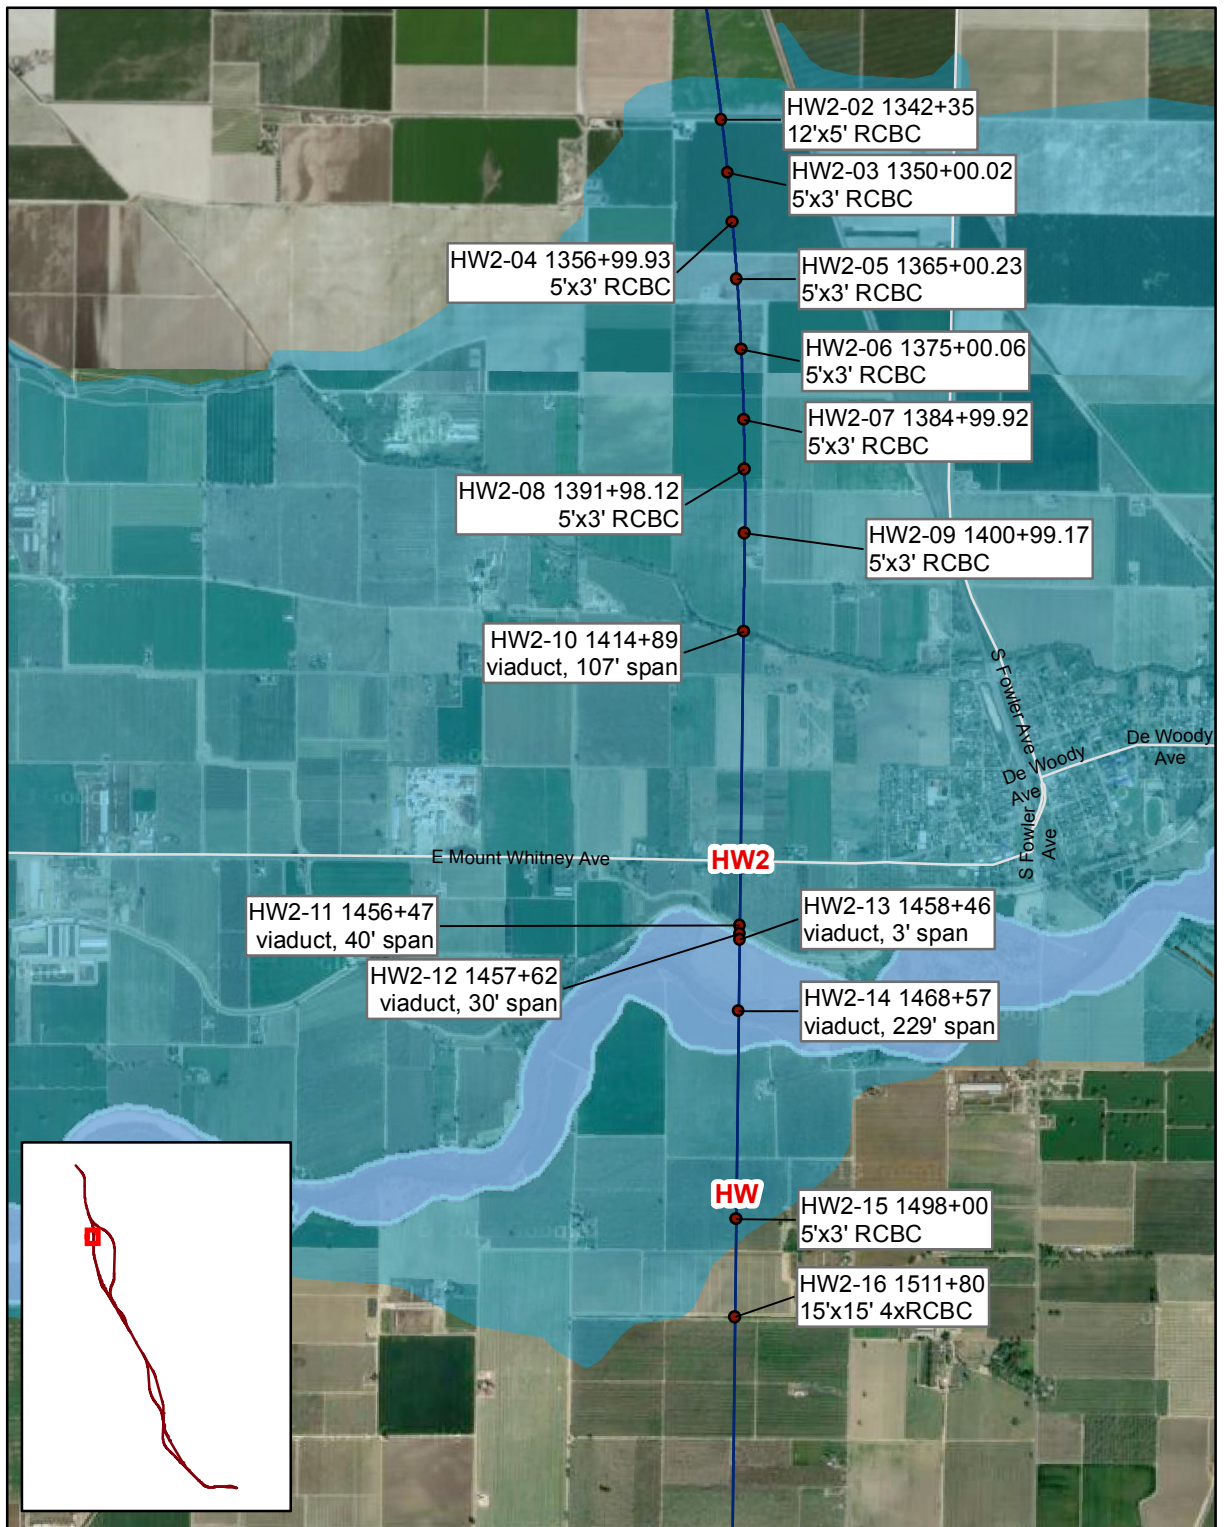 HW2-02 1342+35
12'x5' RCBC
HW2-03 1350+00.02
5'x3' RCBC
HW2-04 1356+99.93
5'x3' RCBC
HW2-05 1365+00.23
5'x3' RCBC
HW2-06 1375+00.06
5'x3' RCBC
HW2-07 1384+99.92
5'x3' RCBC
HW2-08 1391+98.12
5'x3' RCBC
HW2-09 1400+99.17
5'x3' RCBC
HW2-10 1414+89
viaduct, 107' span
S Fowler Ave
De Woody
Ave
De Woody
Ave
S Fowler
Ave
E Mount Whitney Ave
HW2
HW2-11 1456+47
viaduct, 40' span
HW2-13 1458+46
viaduct, 3' span
HW2-12 1457+62
viaduct, 30' span
HW2-14 1468+57
viaduct, 229' span
HW
HW2-15 1498+00
5'x3' RCBC
HW2-16 1511+80
15'x15' 4xRCBC